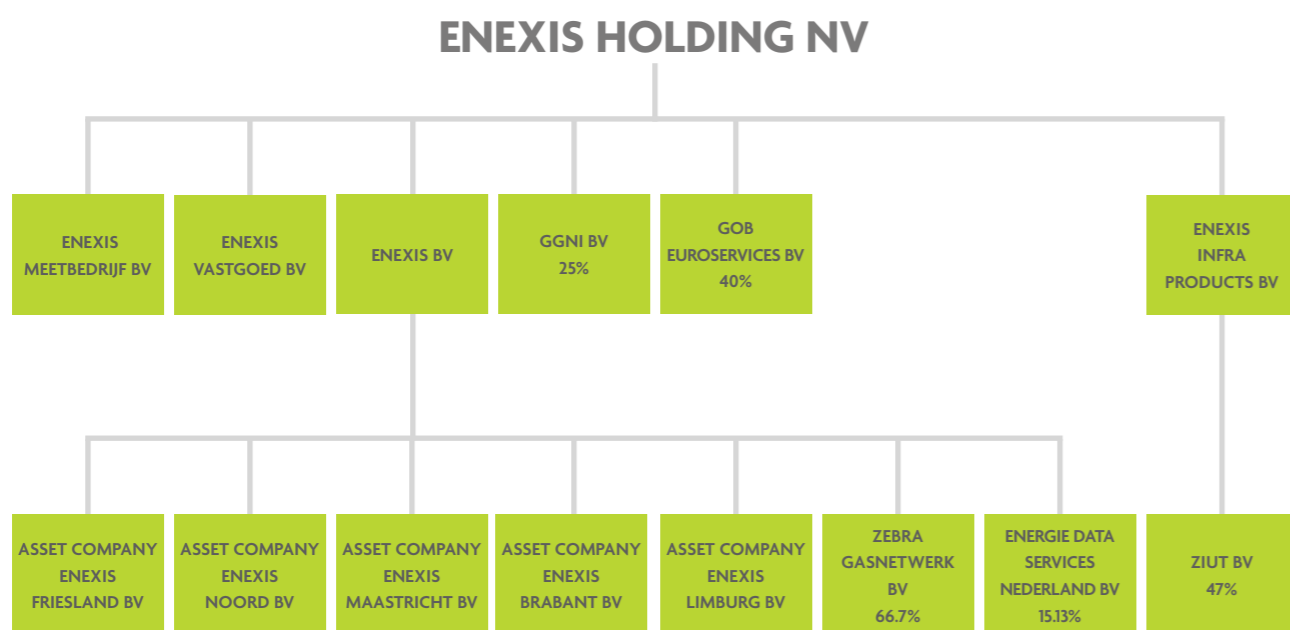 ENEXIS HOLDING NV
ENEXIS
MEETBEDRIJF BV
ENEXIS
VASTGOED BV
ENEXIS BV
GGNI BV
25%
GOB
EUROSERVICES BV
40%
ENEXIS
INFRA
PRODUCTS BV
ASSET COMPANY
ENEXIS
FRIESLAND BV
ASSET COMPANY
ENEXIS
NOORD BV
ASSET COMPANY
ENEXIS
MAASTRICHT BV
ASSET COMPANY
ENEXIS
BRABANT BV
ASSET COMPANY
ENEXIS
LIMBURG BV
ZEBRA
GASNETWERK
BV
66.7%
ENERGIE DATA
SERVICES
NEDERLAND BV
15.13%
ZIUT BV
47%